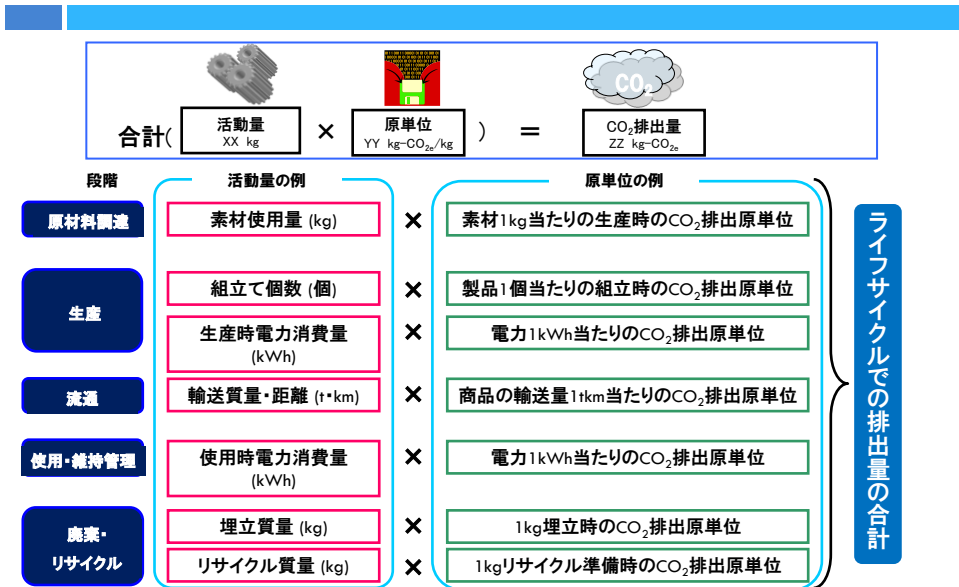 CO₂
合計( 活動量 × 原単位 ) = CO₂排出量
XX kg YY kg-CO₂ₑ/kg ZZ kg-CO₂ₑ
段階 活動量の例 原単位の例
原材料調達 素材使用量 (kg) × 素材1kg当たりの生産時のCO₂排出原単位
生産
組立て個数 (個) × 製品1個当たりの組立時のCO₂排出原単位
生産時電力消費量 × 電力1kWh当たりのCO₂排出原単位
(kWh)
流通 輸送質量・距離 (t・km) × 商品の輸送量1tkm当たりのCO₂排出原単位
使用・維持管理 使用時電力消費量 × 電力1kWh当たりのCO₂排出原単位
(kWh)
廃棄・
リサイクル
埋立質量 (kg) × 1kg埋立時のCO₂排出原単位
リサイクル質量 (kg) × 1kgリサイクル準備時のCO₂排出原単位
ライフサイクルでの排出量の合計